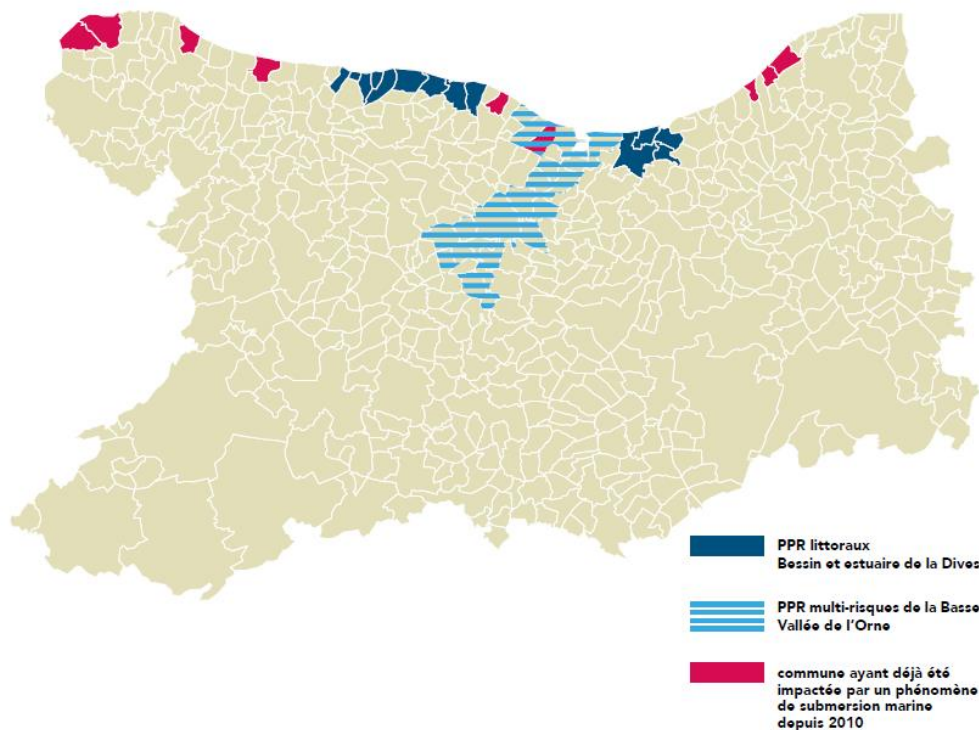 PPR littoraux
Bessin et estuaire de la Dives
PPR multi-risques de la Basse
Vallée de l'Orne
commune ayant déjà été
impactée par un phénomène
de submersion marine
depuis 2010